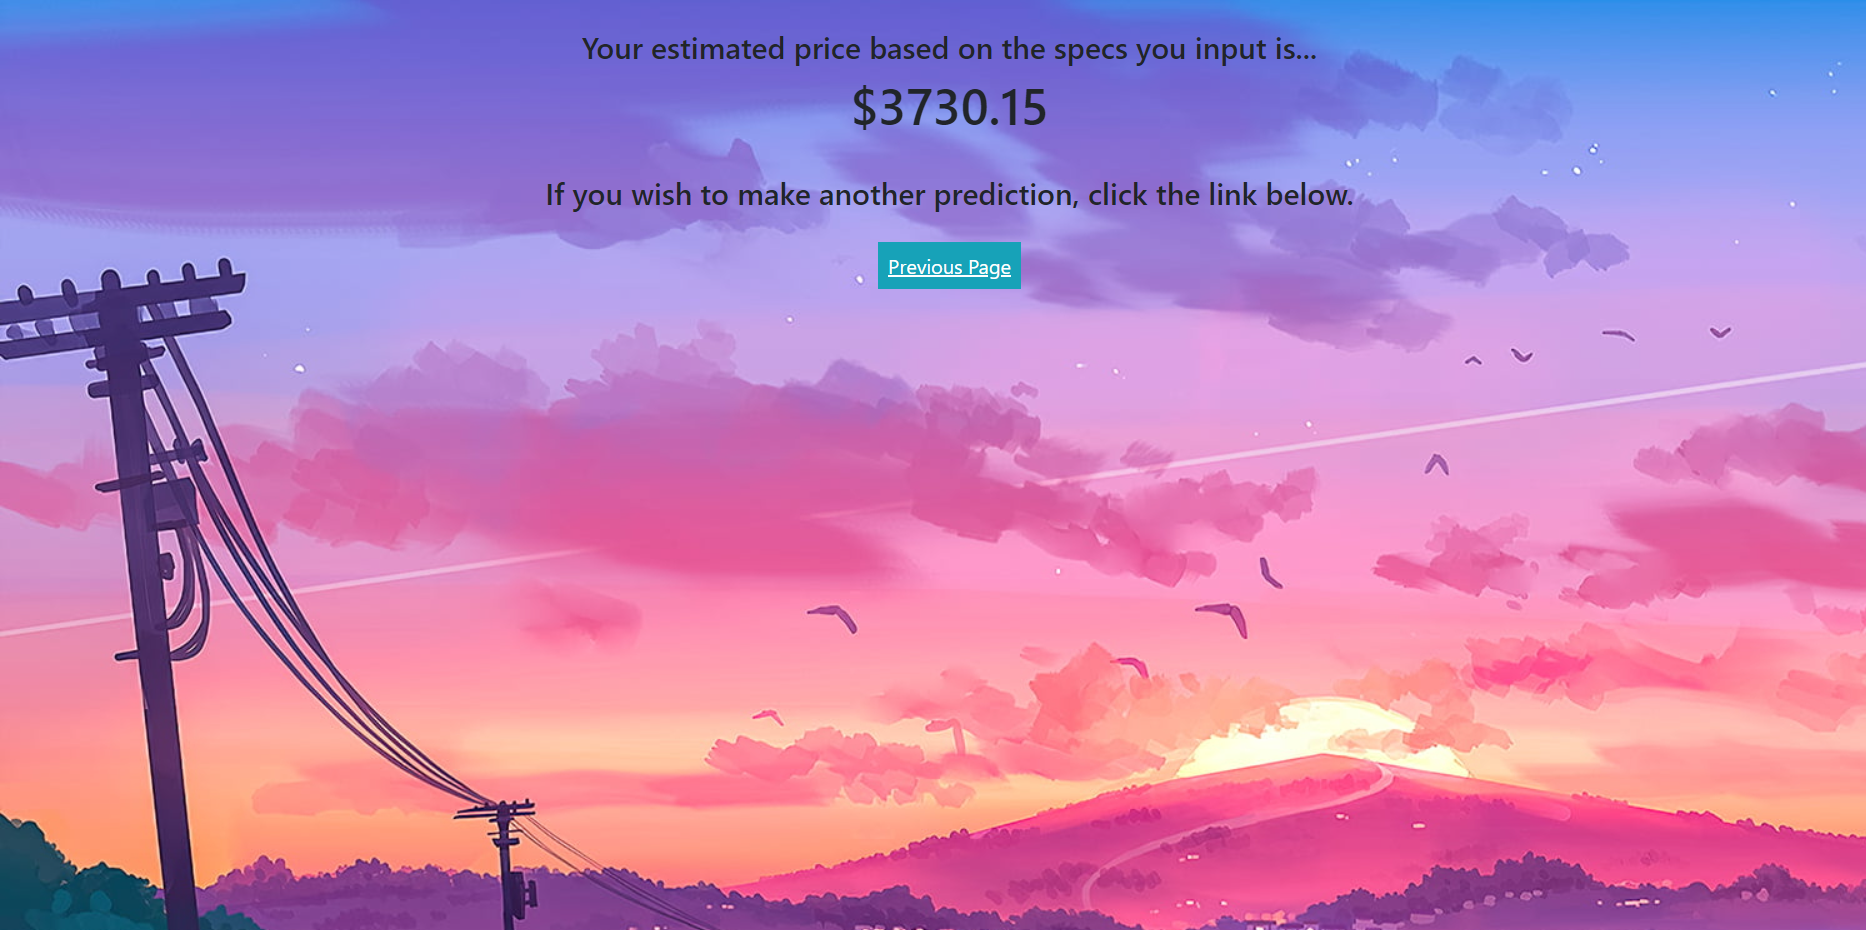 Your estimated price based on the specs you input is...
$3730.15
If you wish to make another prediction, click the link below.
Previous Page